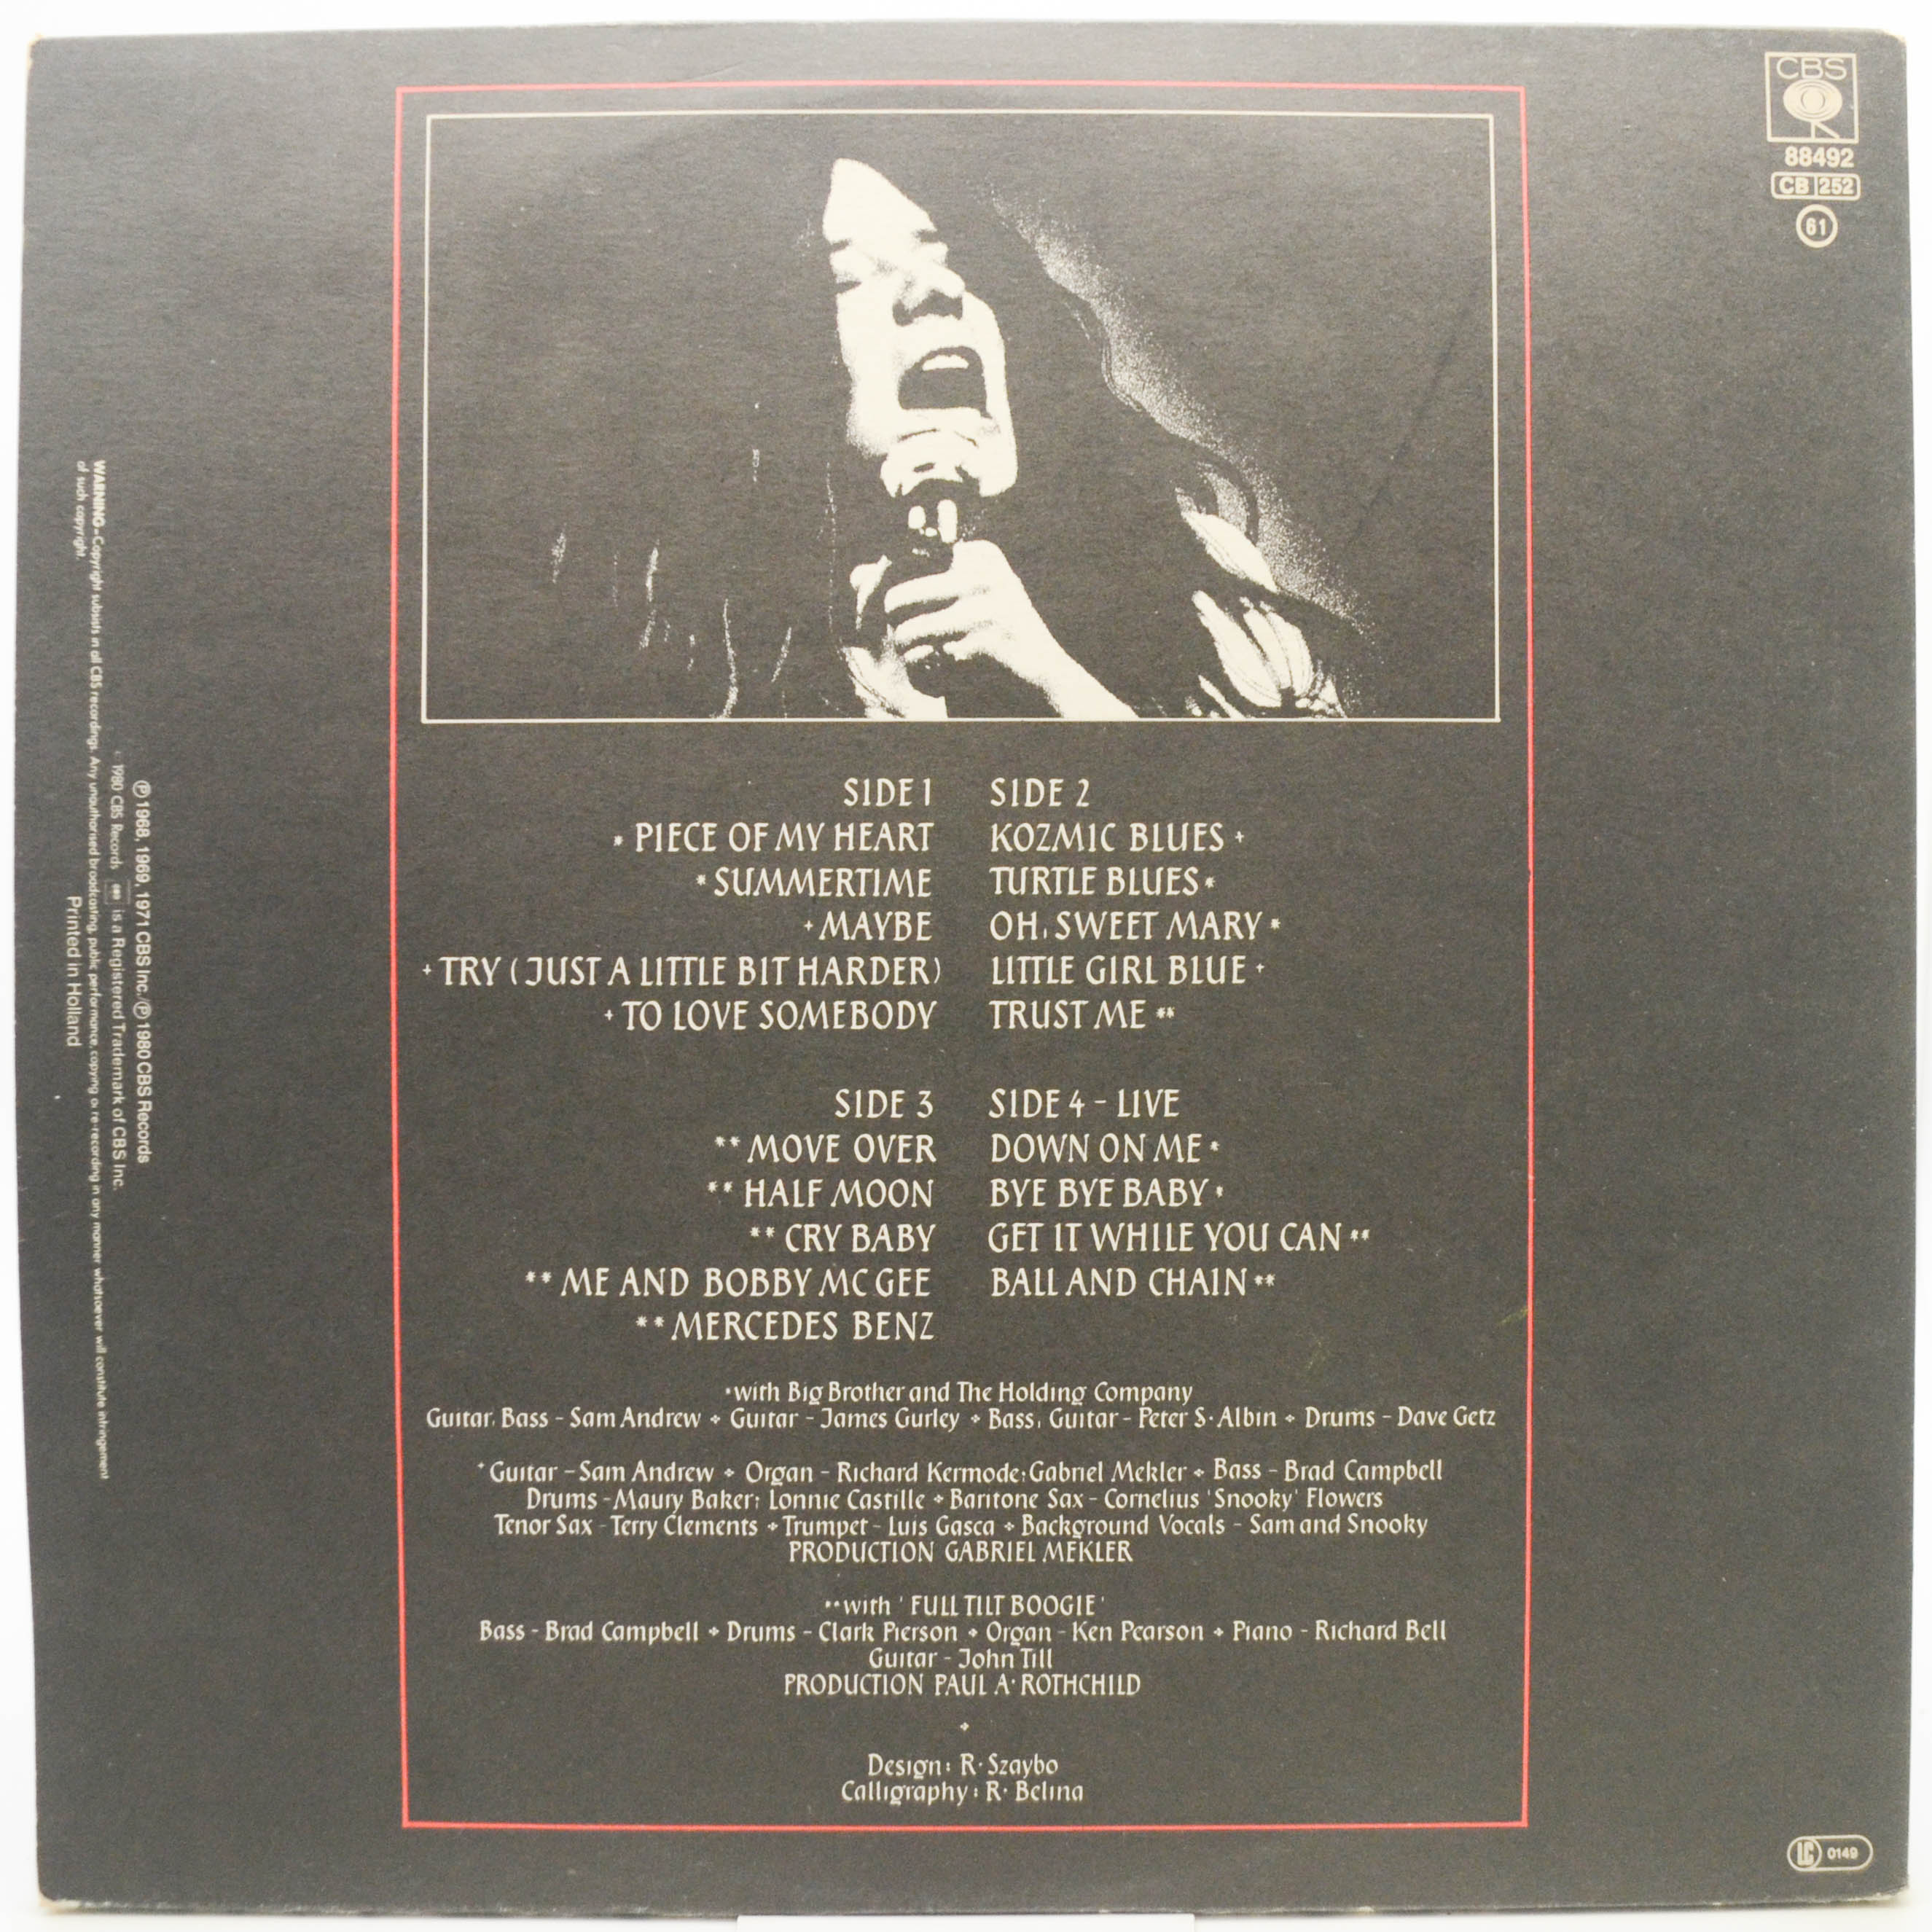 CBS
88492
CB 252
61
SIDE 1
* PIECE OF MY HEART
* SUMMERTIME
+ MAYBE
+ TRY (JUST A LITTLE BIT HARDER)
+ TO LOVE SOMEBODY
SIDE 2
KOZMIC BLUES +
TURTLE BLUES *
OH, SWEET MARY *
LITTLE GIRL BLUE +
TRUST ME **
SIDE 3
** MOVE OVER
** HALF MOON
** CRY BABY
** ME AND BOBBY MC GEE
** MERCEDES BENZ
SIDE 4 - LIVE
DOWN ON ME *
BYE BYE BABY *
GET IT WHILE YOU CAN **
BALL AND CHAIN **
*with Big Brother and The Holding Company
Guitar, Bass - Sam Andrew + Guitar - James Gurley + Bass, Guitar - Peter S. Albin + Drums - Dave Getz
+Guitar - Sam Andrew + Organ - Richard Kermode; Gabriel Mekler + Bass - Brad Campbell
Drums - Maury Baker; Lonnie Castille + Baritone Sax - Cornelius 'Snooky' Flowers
Tenor Sax - Terry Clements + Trumpet - Luis Gasca + Background Vocals - Sam and Snooky
PRODUCTION GABRIEL MEKLER
**with 'FULL TILT BOOGIE'
Bass - Brad Campbell + Drums - Clark Pierson + Organ - Ken Pearson + Piano - Richard Bell
Guitar - John Till
PRODUCTION PAUL A. ROTHCHILD
+
Design: R. Szaybo
Calligraphy: R. Belina
℗ 1968, 1969, 1971 CBS Inc./℗ 1980 CBS Records
1980 CBS Records CBS is a Registered Trademark of CBS Inc.
WARNING-Copyright subsists in all CBS recordings. Any unauthorised broadcasting, public performance, copying or re-recording in any manner whatsoever will constitute infringement
of such copyright.
Printed in Holland
LC 0149